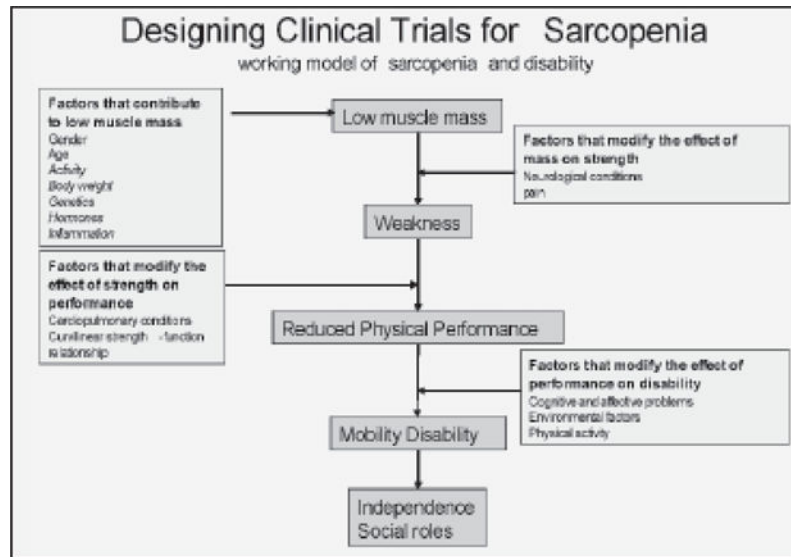 Designing Clinical Trials for Sarcopenia
working model of sarcopenia and disability
Factors that contribute
to low muscle mass
Gender
Age
Activity
Body weight
Genetics
Hormones
Inflammation
Low muscle mass
Factors that modify the effect of
mass on strength
Neurological conditions
pain
Weakness
Factors that modify the
effect of strength on
performance
Cardiopulmonary conditions
Curvilinear strength -function
relationship
Reduced Physical Performance
Factors that modify the effect of
performance on disability
Cognitive and affective problems
Environmental factors
Physical activity
Mobility Disability
Independence
Social roles